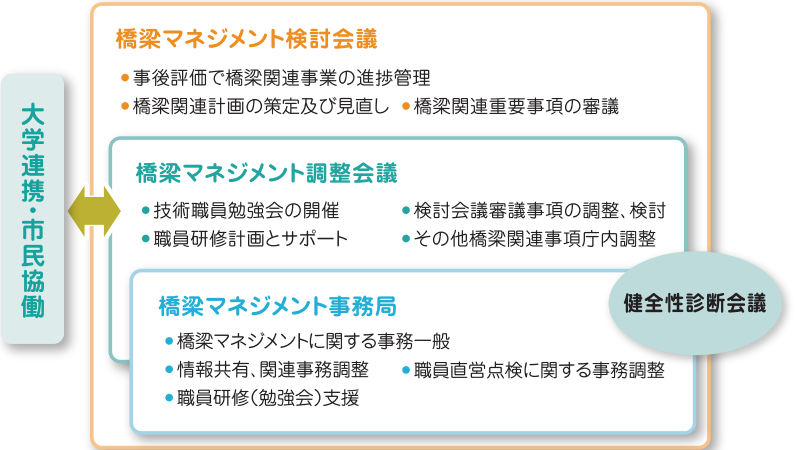 橋梁マネジメント検討会議
●事後評価で橋梁関連事業の進捗管理
●橋梁関連計画の策定及び見直し ●橋梁関連重要事項の審議
大学連携・市民協働
橋梁マネジメント調整会議
●技術職員勉強会の開催 ●検討会議審議事項の調整、検討
●職員研修計画とサポート ●その他橋梁関連事項庁内調整
健全性診断会議
橋梁マネジメント事務局
●橋梁マネジメントに関する事務一般
●情報共有、関連事務調整 ●職員直営点検に関する事務調整
●職員研修(勉強会)支援